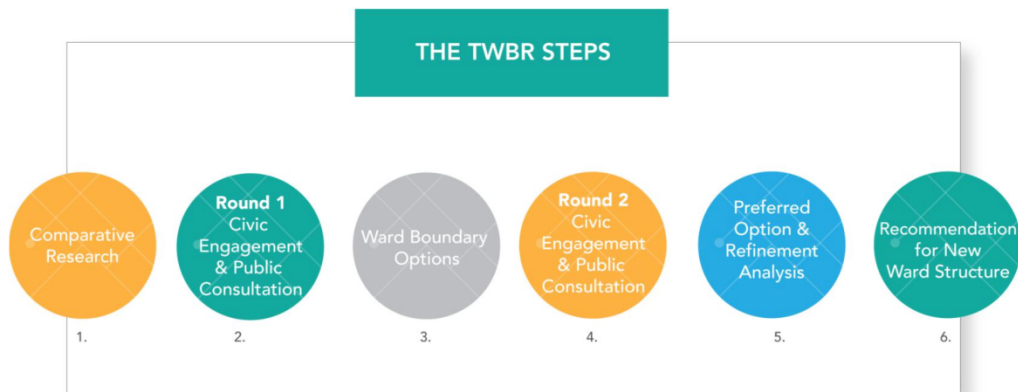 THE TWBR STEPS
Comparative
Research
Round 1
Civic
Engagement
& Public
Consultation
Ward Boundary
Options
Round 2
Civic
Engagement
& Public
Consultation
Preferred
Option &
Refinement
Analysis
Recommendation
for New
Ward Structure
1.
2.
3.
4.
5.
6.